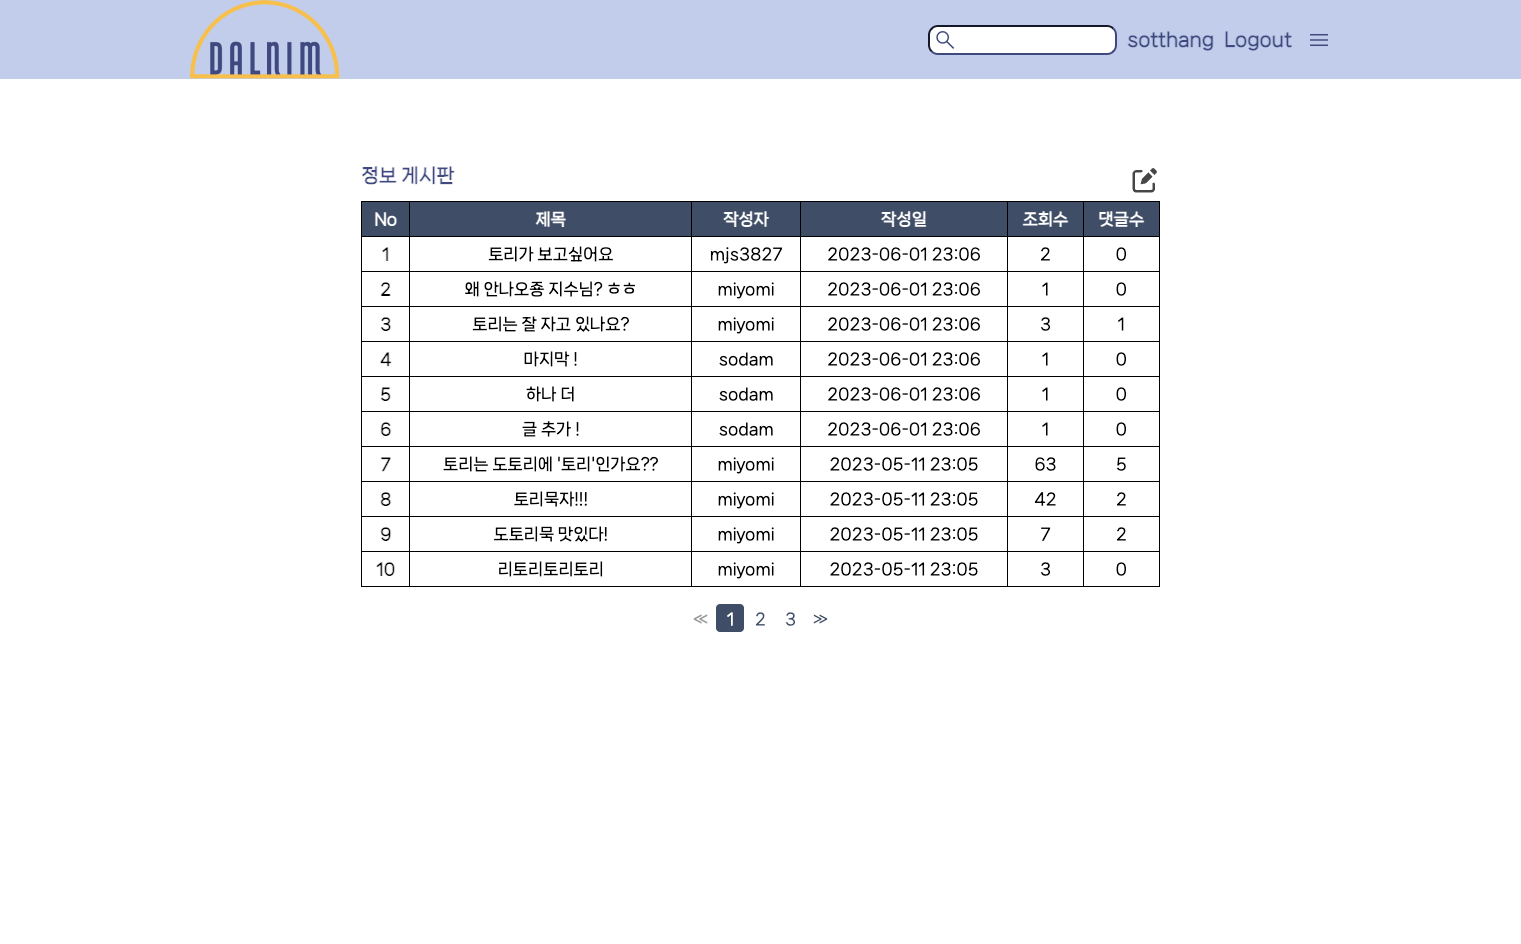 DALNIM
sotthang Logout
정보 게시판
No 제목 작성자 작성일 조회수 댓글수
1 토리가 보고싶어요 mjs3827 2023-06-01 23:06 2 0
2 왜 안나오죵 지수님? ㅎㅎ miyomi 2023-06-01 23:06 1 0
3 토리는 잘 자고 있나요? miyomi 2023-06-01 23:06 3 1
4 마지막 ! sodam 2023-06-01 23:06 1 0
5 하나 더 sodam 2023-06-01 23:06 1 0
6 글 추가 ! sodam 2023-06-01 23:06 1 0
7 토리는 도토리에 '토리'인가요?? miyomi 2023-05-11 23:05 63 5
8 토리묵자!!! miyomi 2023-05-11 23:05 42 2
9 도토리묵 맛있다! miyomi 2023-05-11 23:05 7 2
10 리토리토리토리 miyomi 2023-05-11 23:05 3 0
≪ 1 2 3 ≫